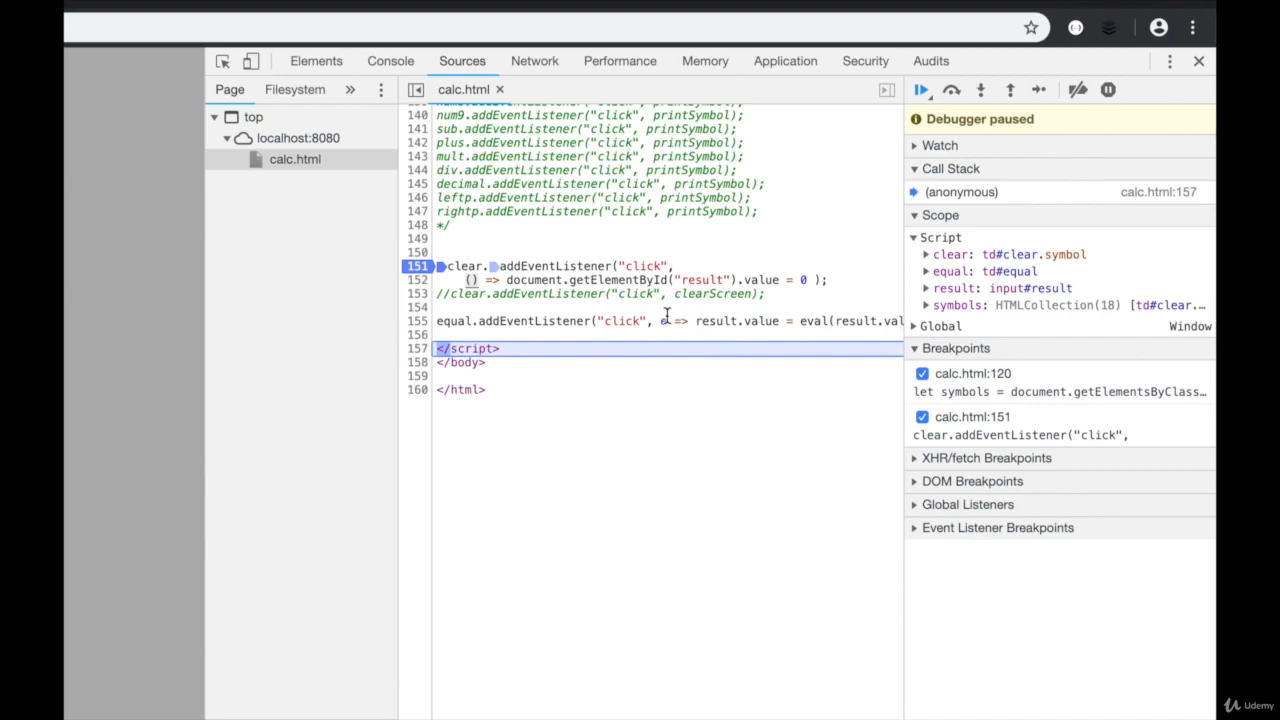 Elements Console Sources Network Performance Memory Application Security Audits
Page Filesystem
calc.html
top
localhost:8080
calc.html
140 num9.addEventListener("click", printSymbol);
141 sub.addEventListener("click", printSymbol);
142 plus.addEventListener("click", printSymbol);
143 mult.addEventListener("click", printSymbol);
144 div.addEventListener("click", printSymbol);
145 decimal.addEventListener("click", printSymbol);
146 leftp.addEventListener("click", printSymbol);
147 rightp.addEventListener("click", printSymbol);
148 */
149
150
151 clear.addEventListener("click",
152 () => document.getElementById("result").value = 0 );
153 //clear.addEventListener("click", clearScreen);
154
155 equal.addEventListener("click", => result.value = eval(result.val
156
157 </script>
158 </body>
159
160 </html>
Debugger paused
Watch
Call Stack
(anonymous) calc.html:157
Scope
Script
clear: td#clear.symbol
equal: td#equal
result: input#result
symbols: HTMLCollection(18) [td#clear.…
Global Window
Breakpoints
calc.html:120
let symbols = document.getElementsByClass…
calc.html:151
clear.addEventListener("click",
XHR/fetch Breakpoints
DOM Breakpoints
Global Listeners
Event Listener Breakpoints
Udemy